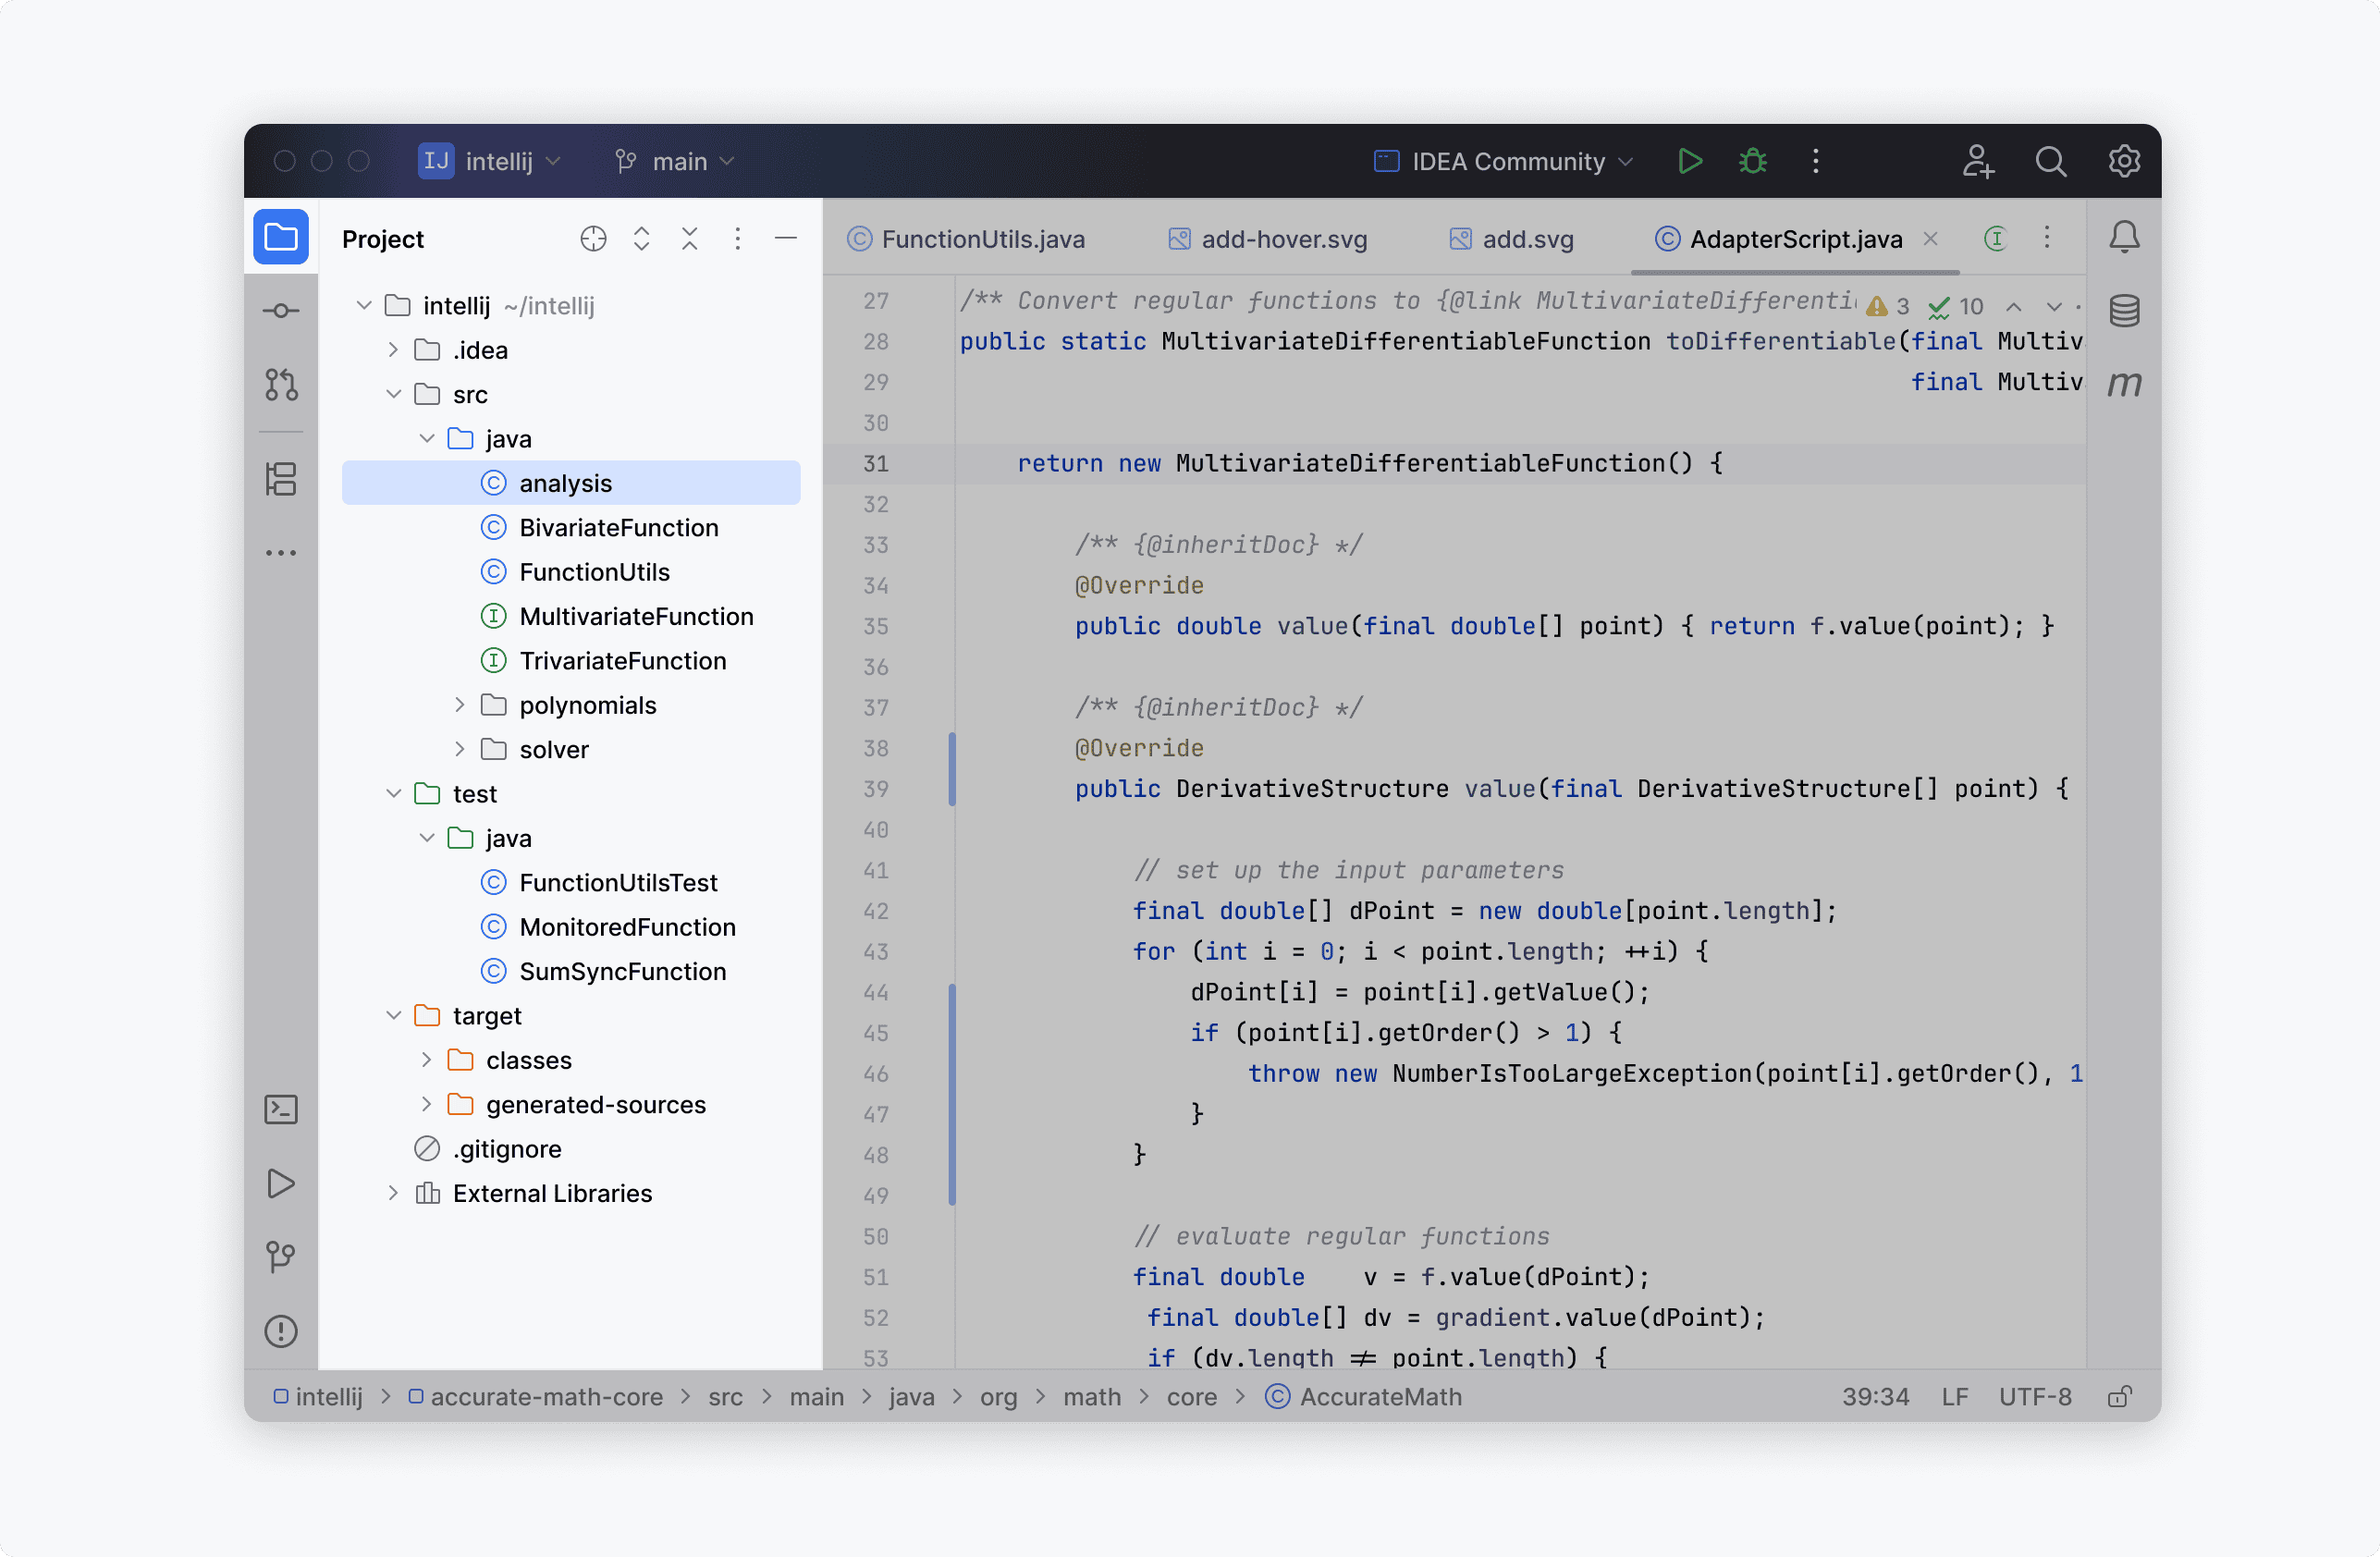 IJ intellij main IDEA Community
Project
intellij ~/intellij
.idea
src
java
analysis
BivariateFunction
FunctionUtils
MultivariateFunction
TrivariateFunction
polynomials
solver
test
java
FunctionUtilsTest
MonitoredFunction
SumSyncFunction
target
classes
generated-sources
.gitignore
External Libraries
FunctionUtils.java add-hover.svg add.svg AdapterScript.java
3 10
27 /** Convert regular functions to {@link
28 public static MultivariateDifferentiableFunction toDifferentiable(final
29 final
30
31 return new MultivariateDifferentiableFunction() {
32
33 /** {@inheritDoc} */
34 @Override
35 public double value(final double[] point) { return f.value(point); }
36
37 /** {@inheritDoc} */
38 @Override
39 public DerivativeStructure value(final DerivativeStructure[] point) {
40
41 // set up the input parameters
42 final double[] dPoint = new double[point.length];
43 for (int i = 0; i < point.length; ++i) {
44 dPoint[i] = point[i].getValue();
45 if (point[i].getOrder() > 1) {
46 throw new NumberIsTooLargeException(point[i].getOrder(), 1
47 }
48 }
49
50 // evaluate regular functions
51 final double v = f.value(dPoint);
52 final double[] dv = gradient.value(dPoint);
53 if (dv.length ≠ point.length) {
m
intellij > accurate-math-core > src > main > java > org > math > core > AccurateMath 39:34 LF UTF-8